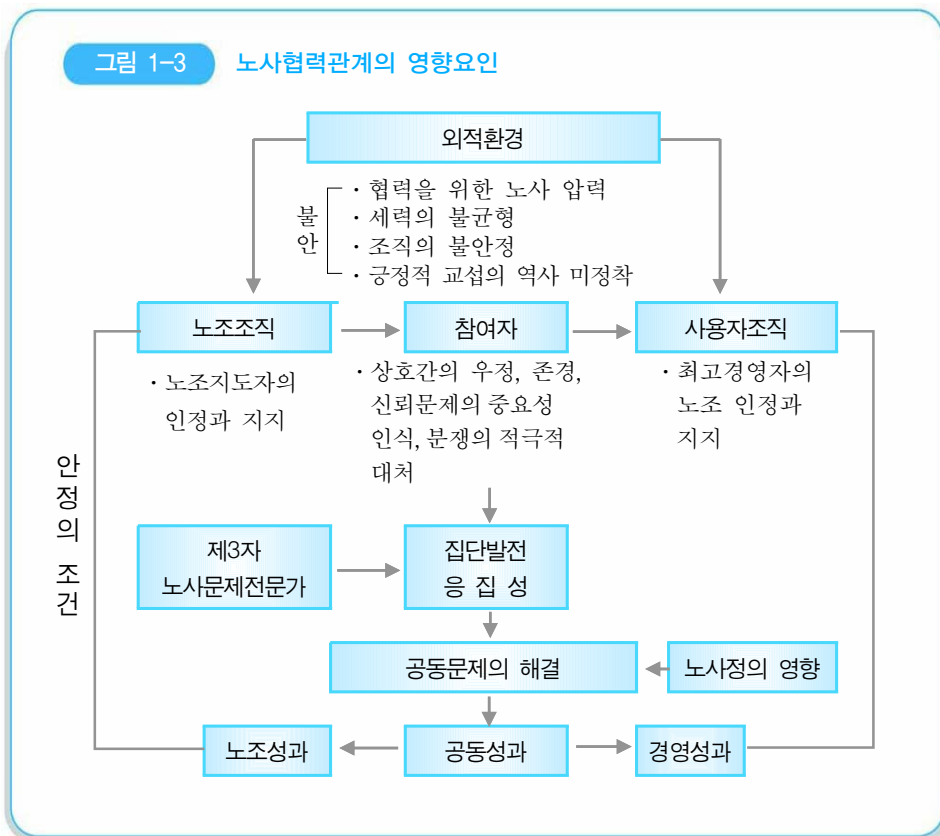 그림 1-3 노사협력관계의 영향요인
외적환경
불안
· 협력을 위한 노사 압력
· 세력의 불균형
· 조직의 불안정
· 긍정적 교섭의 역사 미정착
노조조직
참여자
사용자조직
· 노조지도자의
인정과 지지
· 상호간의 우정, 존경,
신뢰문제의 중요성
인식, 분쟁의 적극적
대처
· 최고경영자의
노조 인정과
지지
안정의 조건
제3자
노사문제전문가
집단발전
응 집 성
공동문제의 해결
노사정의 영향
노조성과
공동성과
경영성과